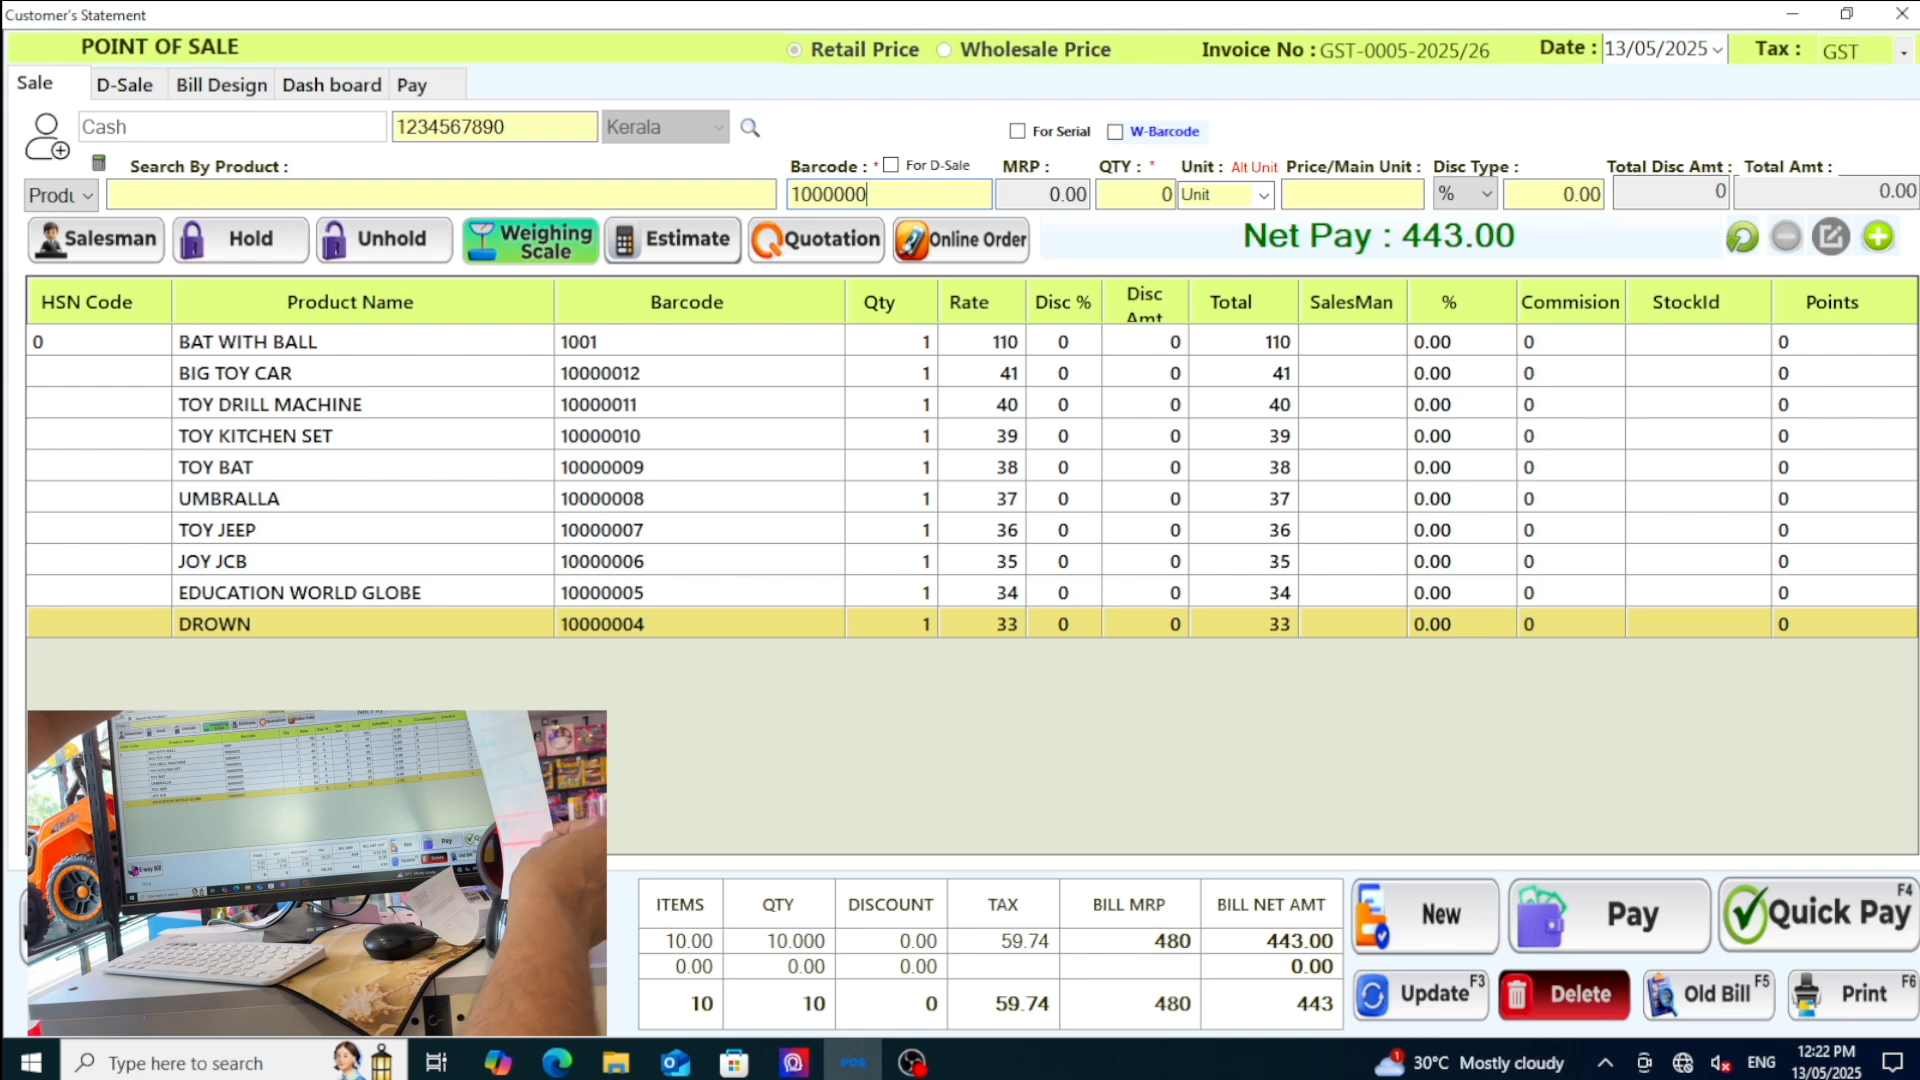 Customer's Statement
POINT OF SALE
Retail Price Wholesale Price Invoice No : GST-0005-2025/26 Date : 13/05/2025 Tax : GST
Sale D-Sale Bill Design Dash board Pay
Cash 1234567890 Kerala
For Serial W-Barcode
Search By Product : Barcode : * For D-Sale MRP : QTY : * Unit : Alt Unit Price/Main Unit : Disc Type : Total Disc Amt : Total Amt :
Produ 1000000 0.00 0 Unit % 0.00 0 0.00
Salesman Hold Unhold Weighing Scale Estimate Quotation Online Order Net Pay : 443.00
HSN Code Product Name Barcode Qty Rate Disc % Disc Amt Total SalesMan % Commision StockId Points
0 BAT WITH BALL 1001 1 110 0 0 110 0.00 0 0
BIG TOY CAR 10000012 1 41 0 0 41 0.00 0 0
TOY DRILL MACHINE 10000011 1 40 0 0 40 0.00 0 0
TOY KITCHEN SET 10000010 1 39 0 0 39 0.00 0 0
TOY BAT 10000009 1 38 0 0 38 0.00 0 0
UMBRALLA 10000008 1 37 0 0 37 0.00 0 0
TOY JEEP 10000007 1 36 0 0 36 0.00 0 0
JOY JCB 10000006 1 35 0 0 35 0.00 0 0
EDUCATION WORLD GLOBE 10000005 1 34 0 0 34 0.00 0 0
DROWN 10000004 1 33 0 0 33 0.00 0 0
ITEMS QTY DISCOUNT TAX BILL MRP BILL NET AMT
10.00 10.000 0.00 59.74 480 443.00
0.00 0.00 0.00 0.00
10 10 0 59.74 480 443
New Pay Quick Pay F4
Update F3 Delete Old Bill F5 Print F6
Type here to search POS 1 30°C Mostly cloudy ENG 12:22 PM
13/05/2025